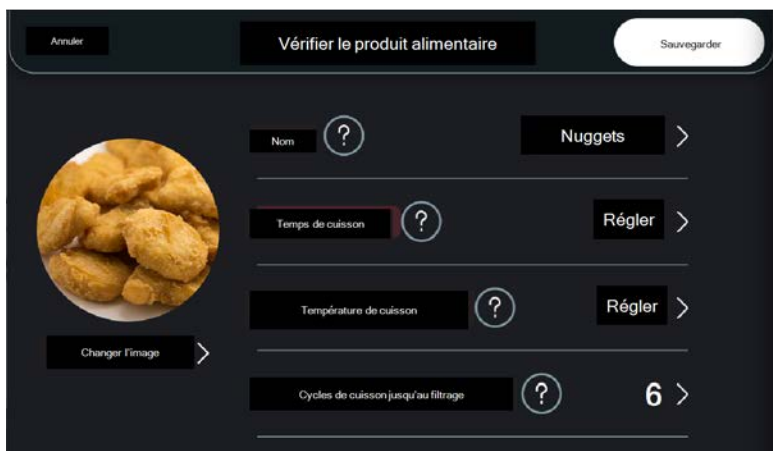 Annuler
Vérifier le produit alimentaire
Sauvegarder
Nom ?
Nuggets
Temps de cuisson ?
Régler
Température de cuisson ?
Régler
Changer l'image
Cycles de cuisson jusqu'au filtrage ?
6